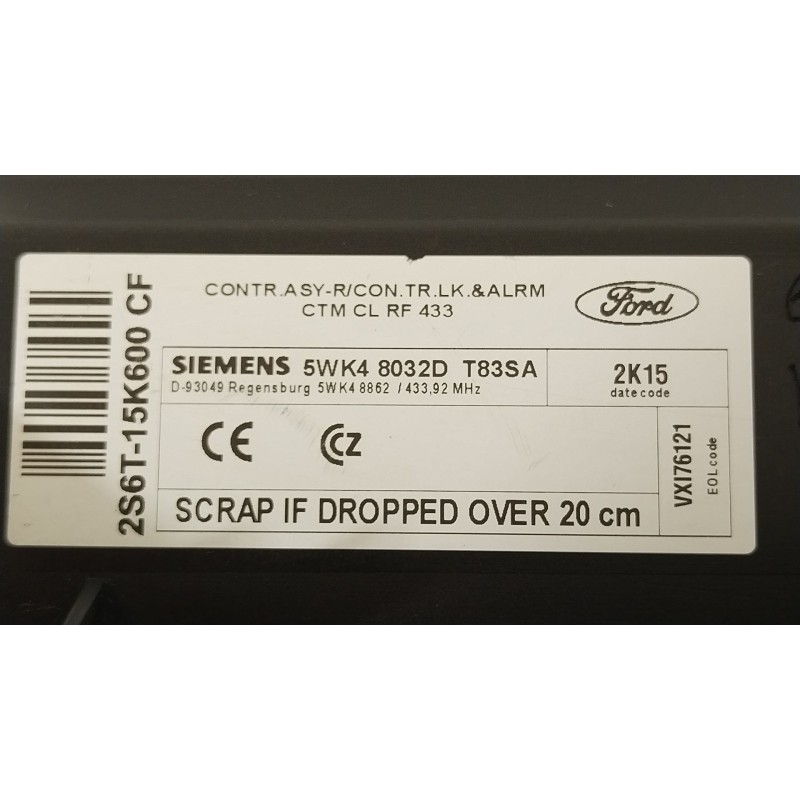 2S6T-15K600 CF
CONTR.ASY-R/CON.TR.LK.&ALRM
CTM CL RF 433
Ford
SIEMENS 5WK4 8032D T83SA
D-93049 Regensburg 5WK4 8862 / 433,92 MHz
2K15
date code
CE
CCZ
VXI76121
EOL code
SCRAP IF DROPPED OVER 20 cm